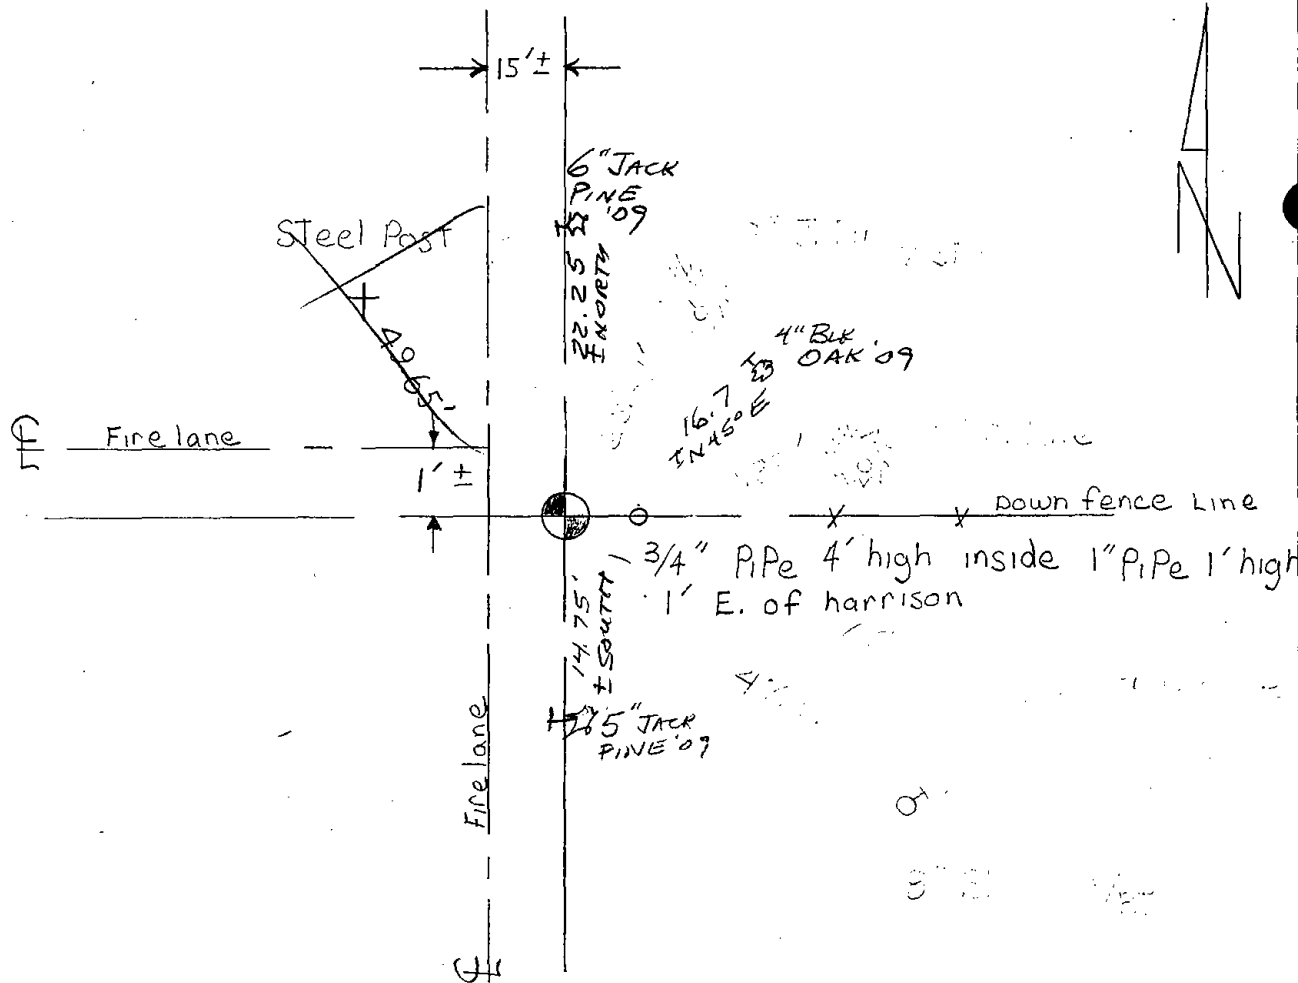 15'±
6" JACK
PINE
'09
N
Steel Post
22.25
± NORTH
49.65'
4" BLK
OAK '09
16.7
± N45°E
℄
Fire lane
1' ±
Down fence Line
3/4" PiPe 4' high inside 1" PiPe 1' high
1' E. of harrison
14.75'
± SOUTH
5" JACK
PINE '09
Fire lane
℄